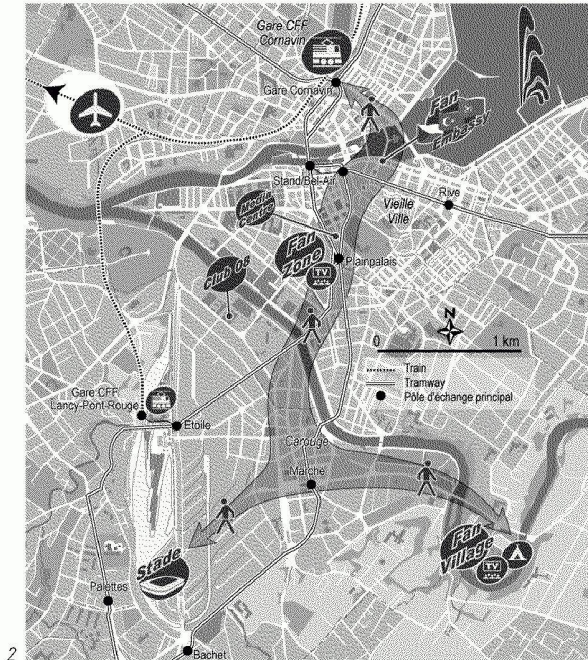 Gare CFF
Cornavin
Gare Cornavin
Fan
Embassy
Stand/Bel-Air
Rive
Media
Centre
Vieille
Ville
Fan
Zone
TV
Plainpalais
Club 08
N
0 1 km
Train
Tramway
Pôle d'échange principal
Gare CFF
Lancy-Pont-Rouge
Etoile
Carouge
Marché
Stade
Fan
Village
TV
Palettes
Bachet
2